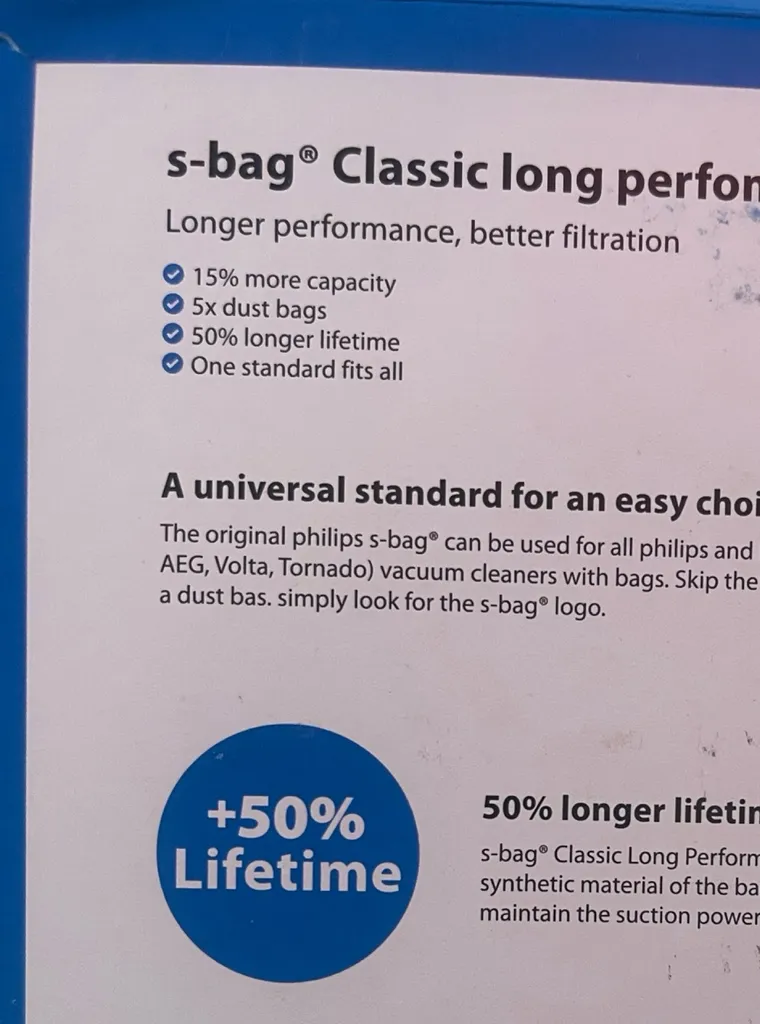 s-bag® Classic long perfor
Longer performance, better filtration
15% more capacity
5x dust bags
50% longer lifetime
One standard fits all
A universal standard for an easy choi
The original philips s-bag® can be used for all philips and
AEG, Volta, Tornado) vacuum cleaners with bags. Skip the
a dust bas. simply look for the s-bag® logo.
+50%
Lifetime
50% longer lifetim
s-bag® Classic Long Perform
synthetic material of the ba
maintain the suction power